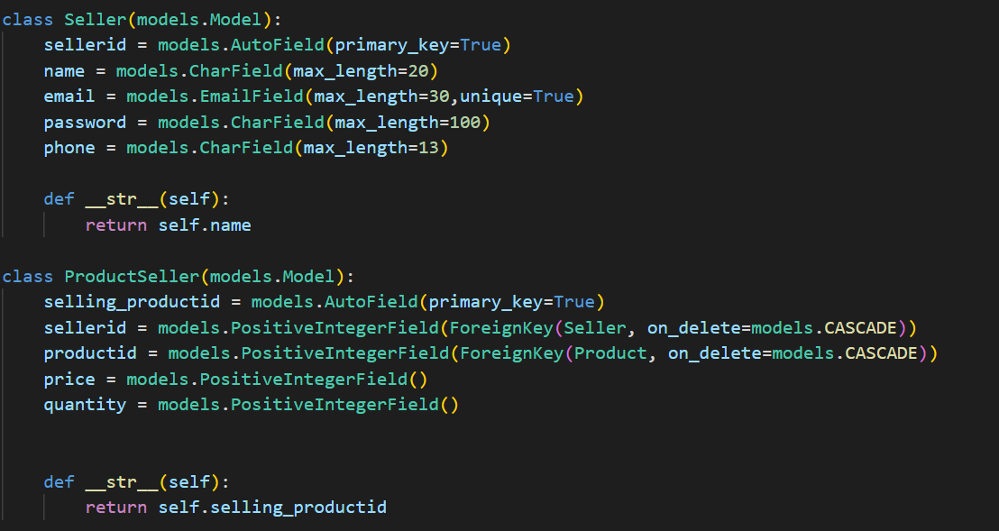 class Seller(models.Model):
    sellerid = models.AutoField(primary_key=True)
    name = models.CharField(max_length=20)
    email = models.EmailField(max_length=30,unique=True)
    password = models.CharField(max_length=100)
    phone = models.CharField(max_length=13)
    def __str__(self):
        return self.name
class ProductSeller(models.Model):
    selling_productid = models.AutoField(primary_key=True)
    sellerid = models.PositiveIntegerField(ForeignKey(Seller, on_delete=models.CASCADE))
    productid = models.PositiveIntegerField(ForeignKey(Product, on_delete=models.CASCADE))
    price = models.PositiveIntegerField()
    quantity = models.PositiveIntegerField()
    def __str__(self):
        return self.selling_productid